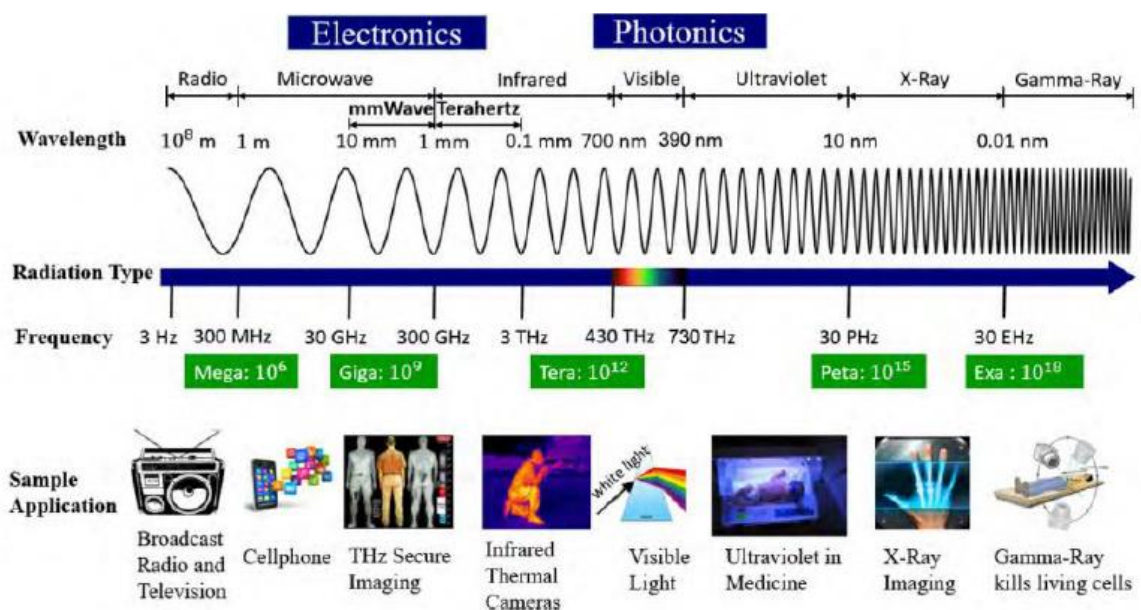 Electronics Photonics
Radio Microwave Infrared Visible Ultraviolet X-Ray Gamma-Ray
mmWave Terahertz
Wavelength 10⁸ m 1 m 10 mm 1 mm 0.1 mm 700 nm 390 nm 10 nm 0.01 nm
Radiation Type
Frequency 3 Hz 300 MHz 30 GHz 300 GHz 3 THz 430 THz 730 THz 30 PHz 30 EHz
Mega: 10⁶ Giga: 10⁹ Tera: 10¹² Peta: 10¹⁵ Exa : 10¹⁸
White light
Sample
Application
Broadcast
Radio and
Television
Cellphone
THz Secure
Imaging
Infrared
Thermal
Cameras
Visible
Light
Ultraviolet in
Medicine
X-Ray
Imaging
Gamma-Ray
kills living cells